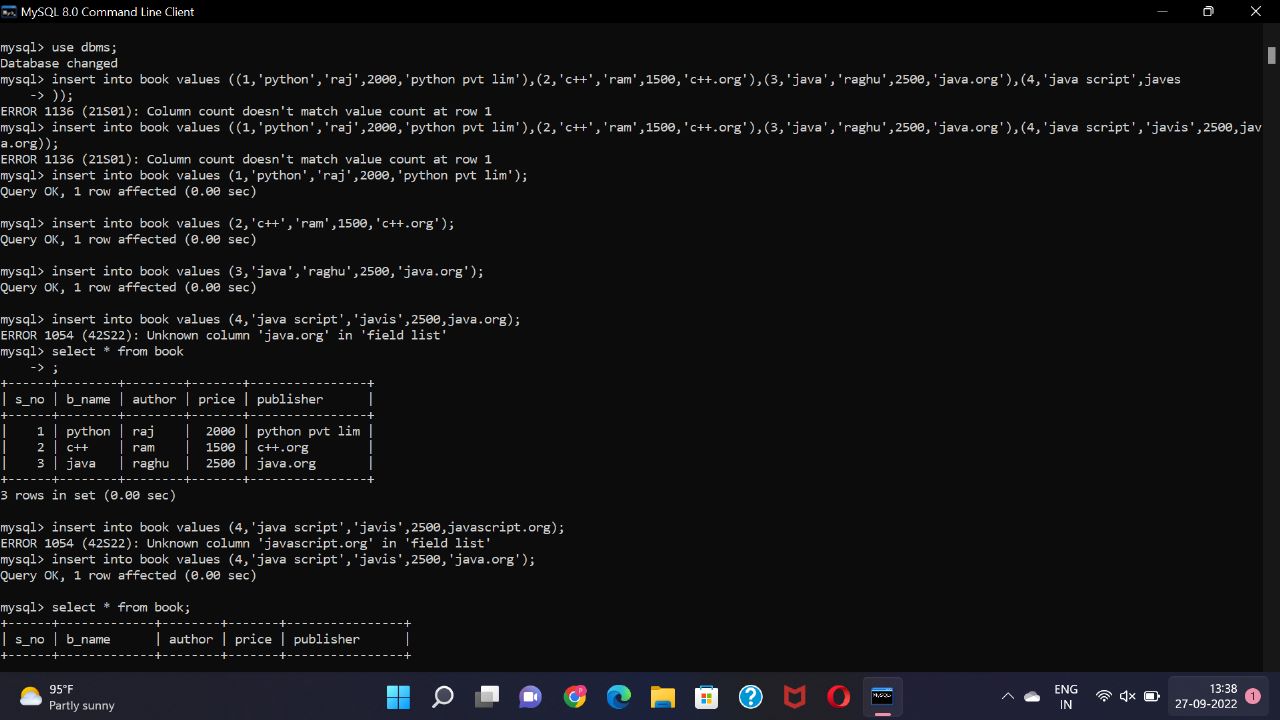 MySQL 8.0 Command Line Client
mysql> use dbms;
Database changed
mysql> insert into book values ((1,'python','raj',2000,'python pvt lim'),(2,'c++','ram',1500,'c++.org'),(3,'java','raghu',2500,'java.org'),(4,'java script',javes
    -> ));
ERROR 1136 (21S01): Column count doesn't match value count at row 1
mysql> insert into book values ((1,'python','raj',2000,'python pvt lim'),(2,'c++','ram',1500,'c++.org'),(3,'java','raghu',2500,'java.org'),(4,'java script','javis',2500,jav
a.org));
ERROR 1136 (21S01): Column count doesn't match value count at row 1
mysql> insert into book values (1,'python','raj',2000,'python pvt lim');
Query OK, 1 row affected (0.00 sec)
mysql> insert into book values (2,'c++','ram',1500,'c++.org');
Query OK, 1 row affected (0.00 sec)
mysql> insert into book values (3,'java','raghu',2500,'java.org');
Query OK, 1 row affected (0.00 sec)
mysql> insert into book values (4,'java script','javis',2500,java.org);
ERROR 1054 (42S22): Unknown column 'java.org' in 'field list'
mysql> select * from book
    -> ;
+------+--------+--------+-------+----------------+
| s_no | b_name | author | price | publisher      |
+------+--------+--------+-------+----------------+
|    1 | python | raj    |  2000 | python pvt lim |
|    2 | c++    | ram    |  1500 | c++.org        |
|    3 | java   | raghu  |  2500 | java.org       |
+------+--------+--------+-------+----------------+
3 rows in set (0.00 sec)
mysql> insert into book values (4,'java script','javis',2500,javascript.org);
ERROR 1054 (42S22): Unknown column 'javascript.org' in 'field list'
mysql> insert into book values (4,'java script','javis',2500,'java.org');
Query OK, 1 row affected (0.00 sec)
mysql> select * from book;
+------+-------------+--------+-------+----------------+
| s_no | b_name      | author | price | publisher      |
+------+-------------+--------+-------+----------------+
95°F
Partly sunny
ENG
IN
13:38
27-09-2022
1